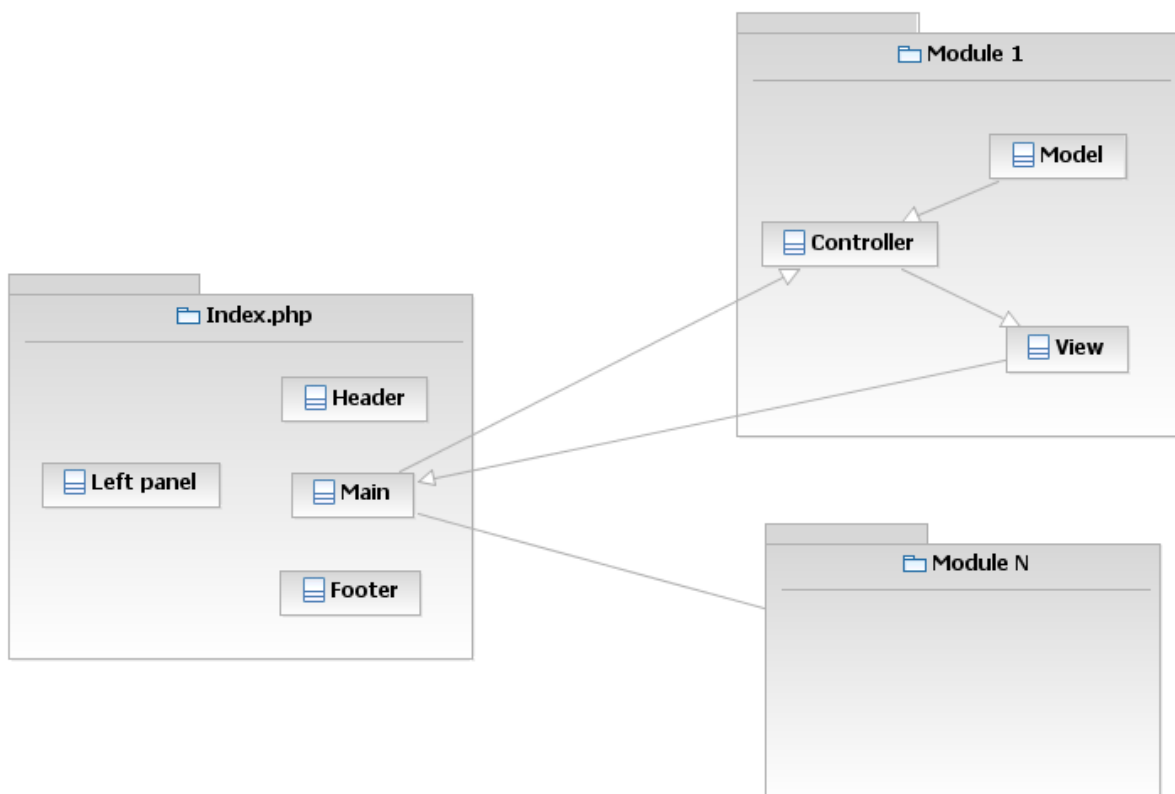 Module 1
Model
Controller
View
Index.php
Header
Left panel
Main
Footer
Module N